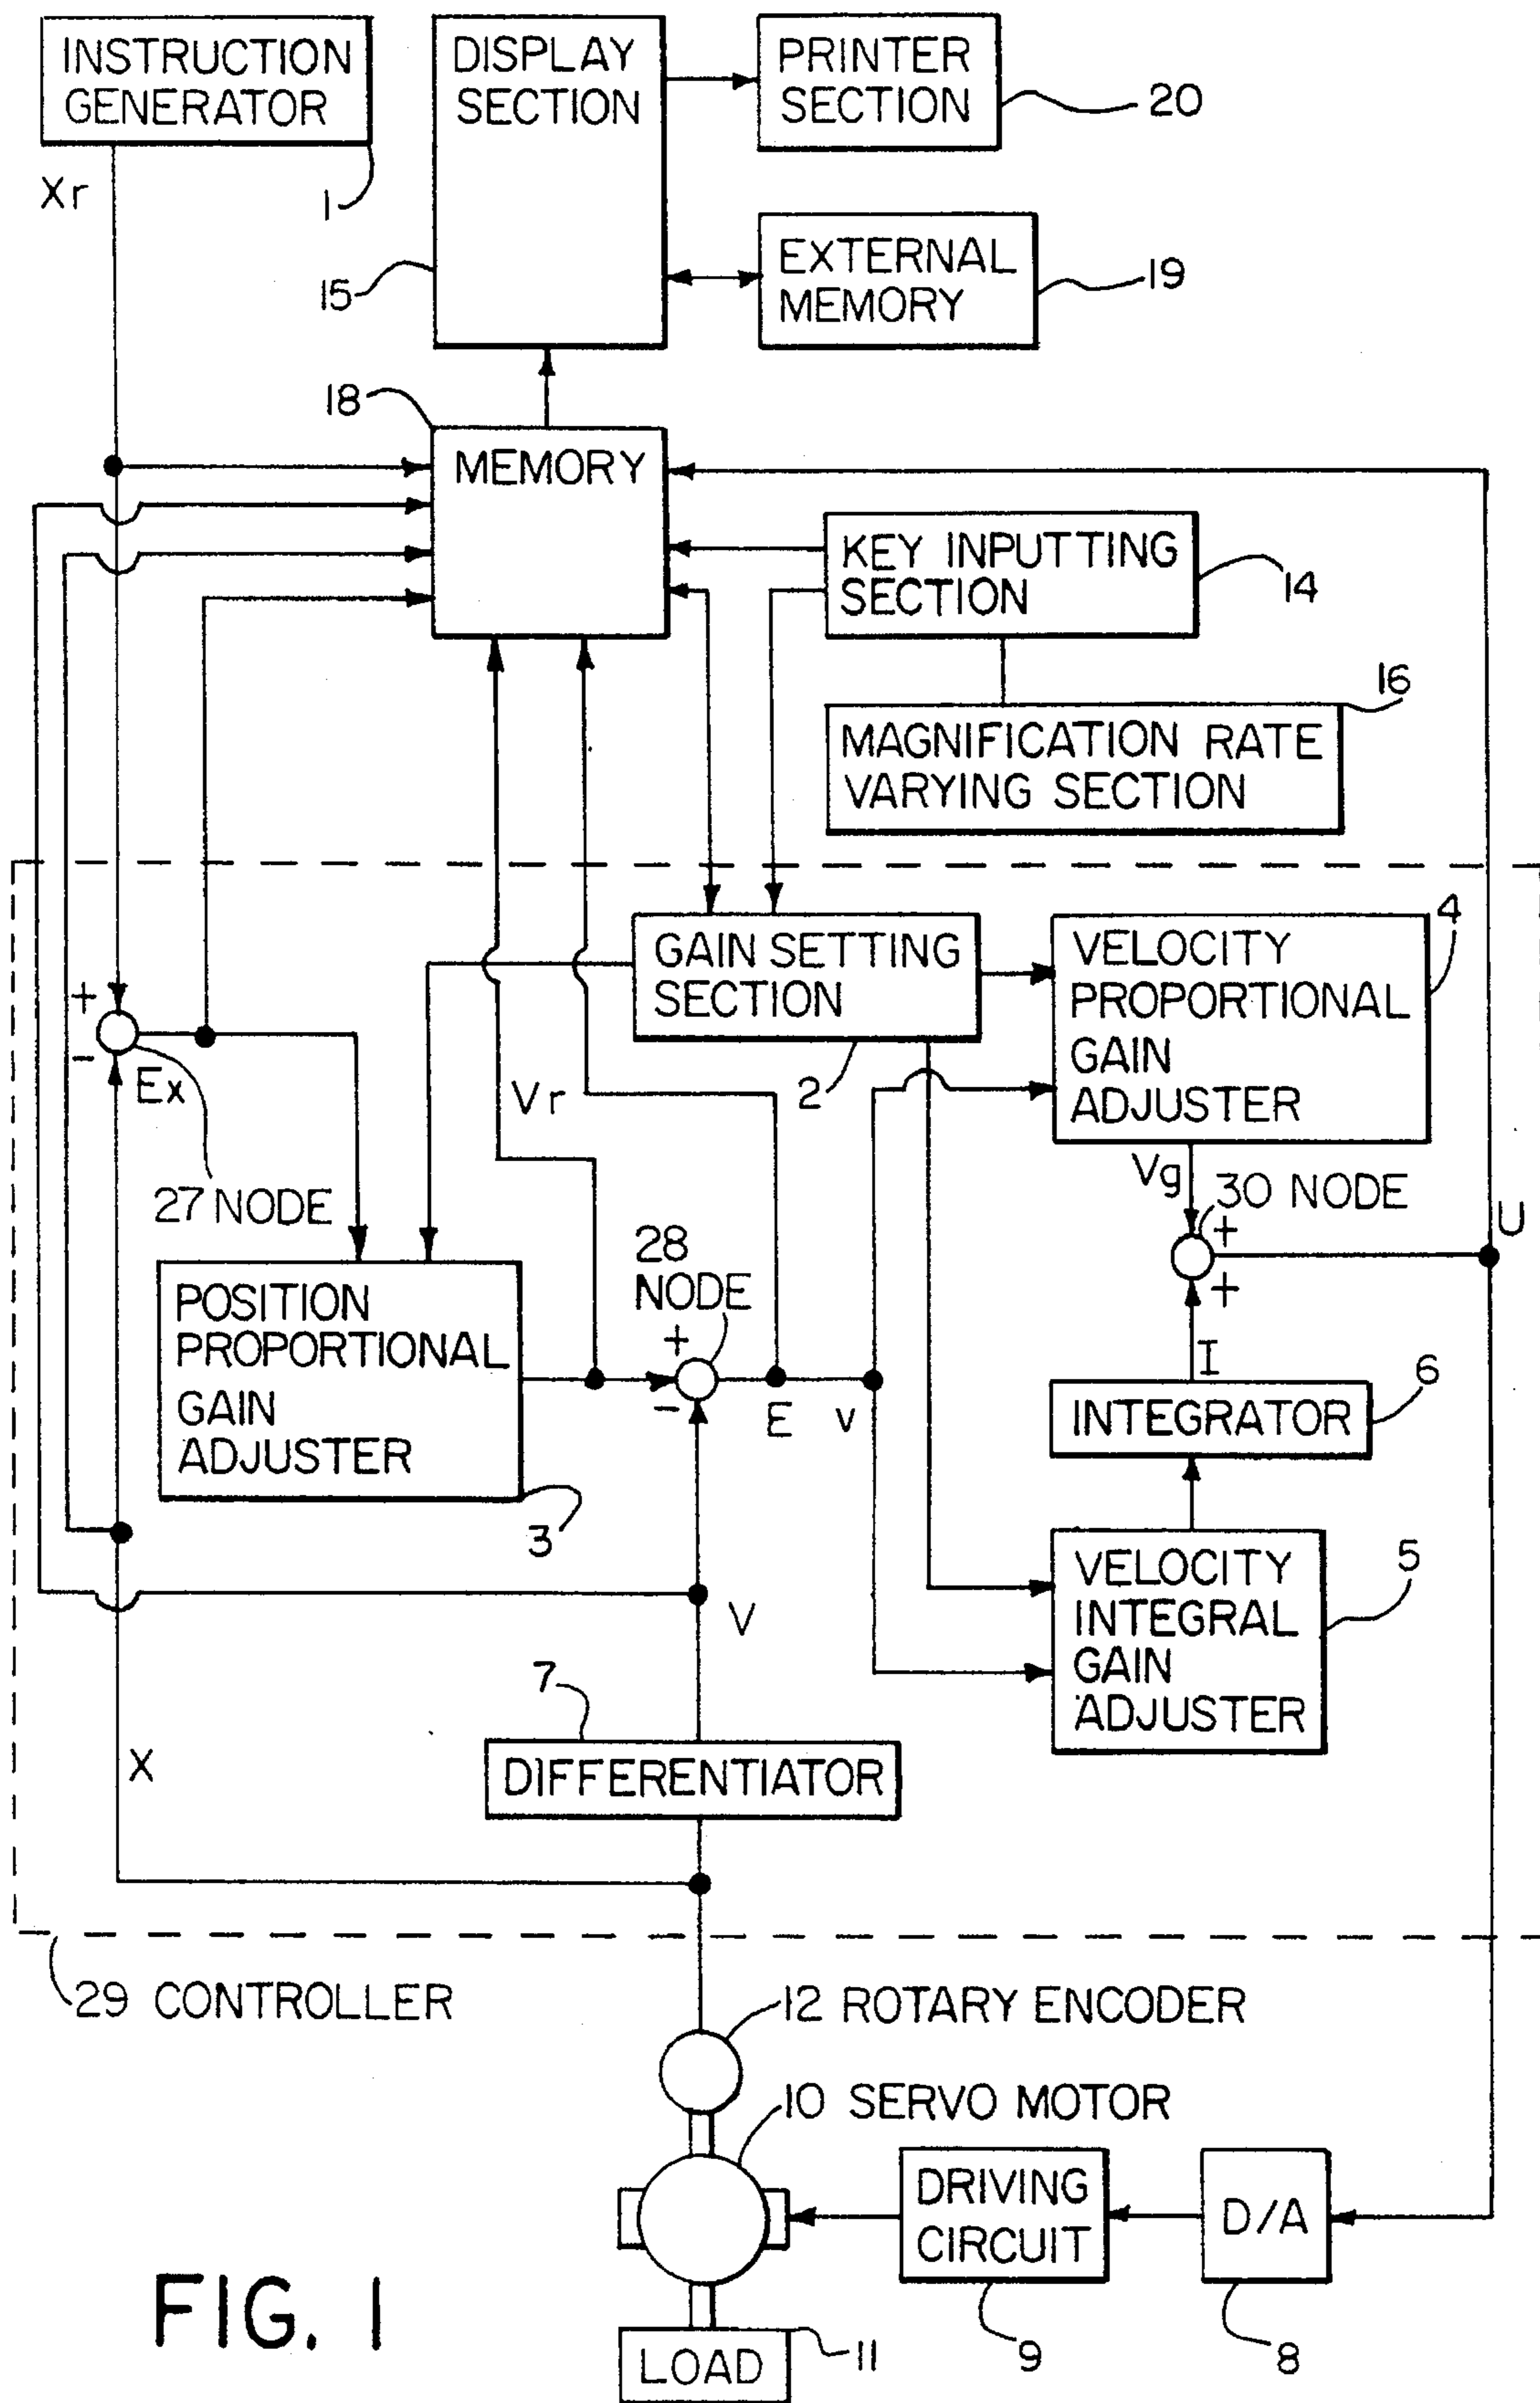 INSTRUCTION
GENERATOR
1
Xr
DISPLAY
SECTION
15
PRINTER
SECTION
20
EXTERNAL
MEMORY
19
18
MEMORY
KEY INPUTTING
SECTION
14
16
MAGNIFICATION RATE
VARYING SECTION
GAIN SETTING
SECTION
2
4
VELOCITY
PROPORTIONAL
GAIN
ADJUSTER
+
-
Ex
27 NODE
Vr
Vg
30 NODE
+
+
U
28
NODE
+
-
E v
POSITION
PROPORTIONAL
GAIN
ADJUSTER
3
I
6
INTEGRATOR
5
VELOCITY
INTEGRAL
GAIN
ADJUSTER
V
7
DIFFERENTIATOR
X
29 CONTROLLER
12 ROTARY ENCODER
10 SERVO MOTOR
DRIVING
CIRCUIT
9
D/A
8
LOAD
11
FIG. 1